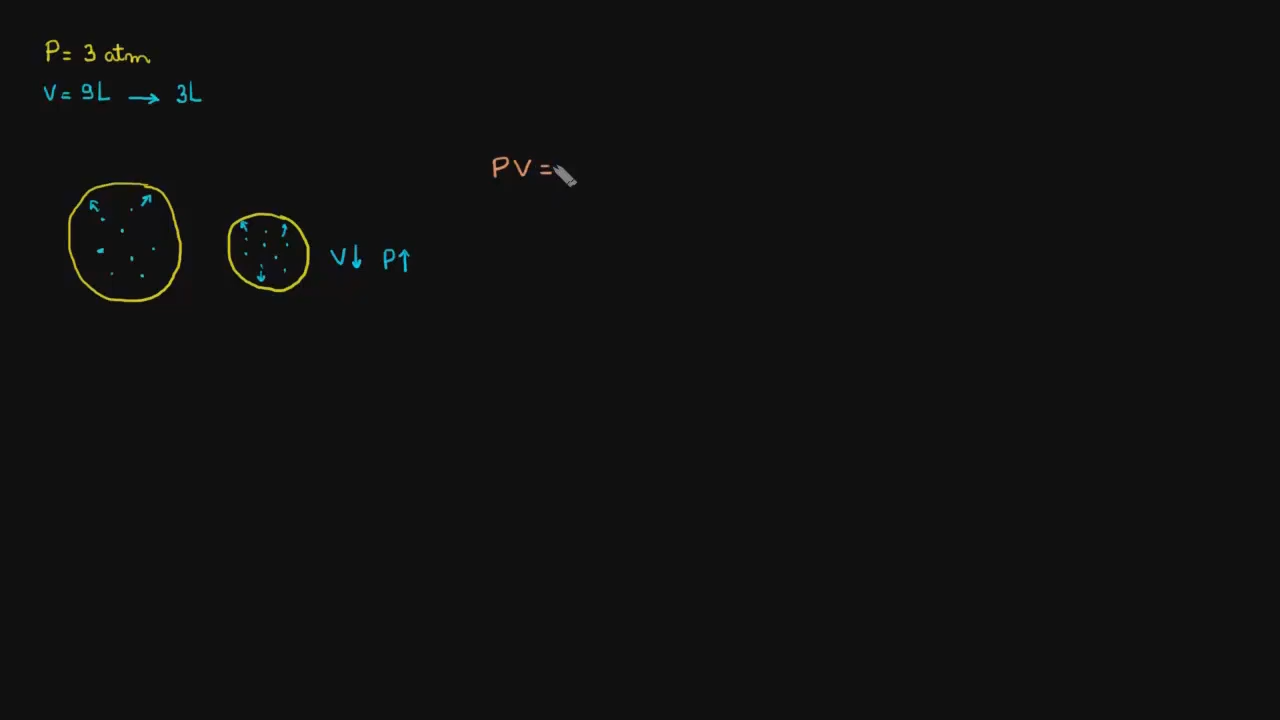 P= 3 atm
V= 9L → 3L
PV =
V↓ P↑